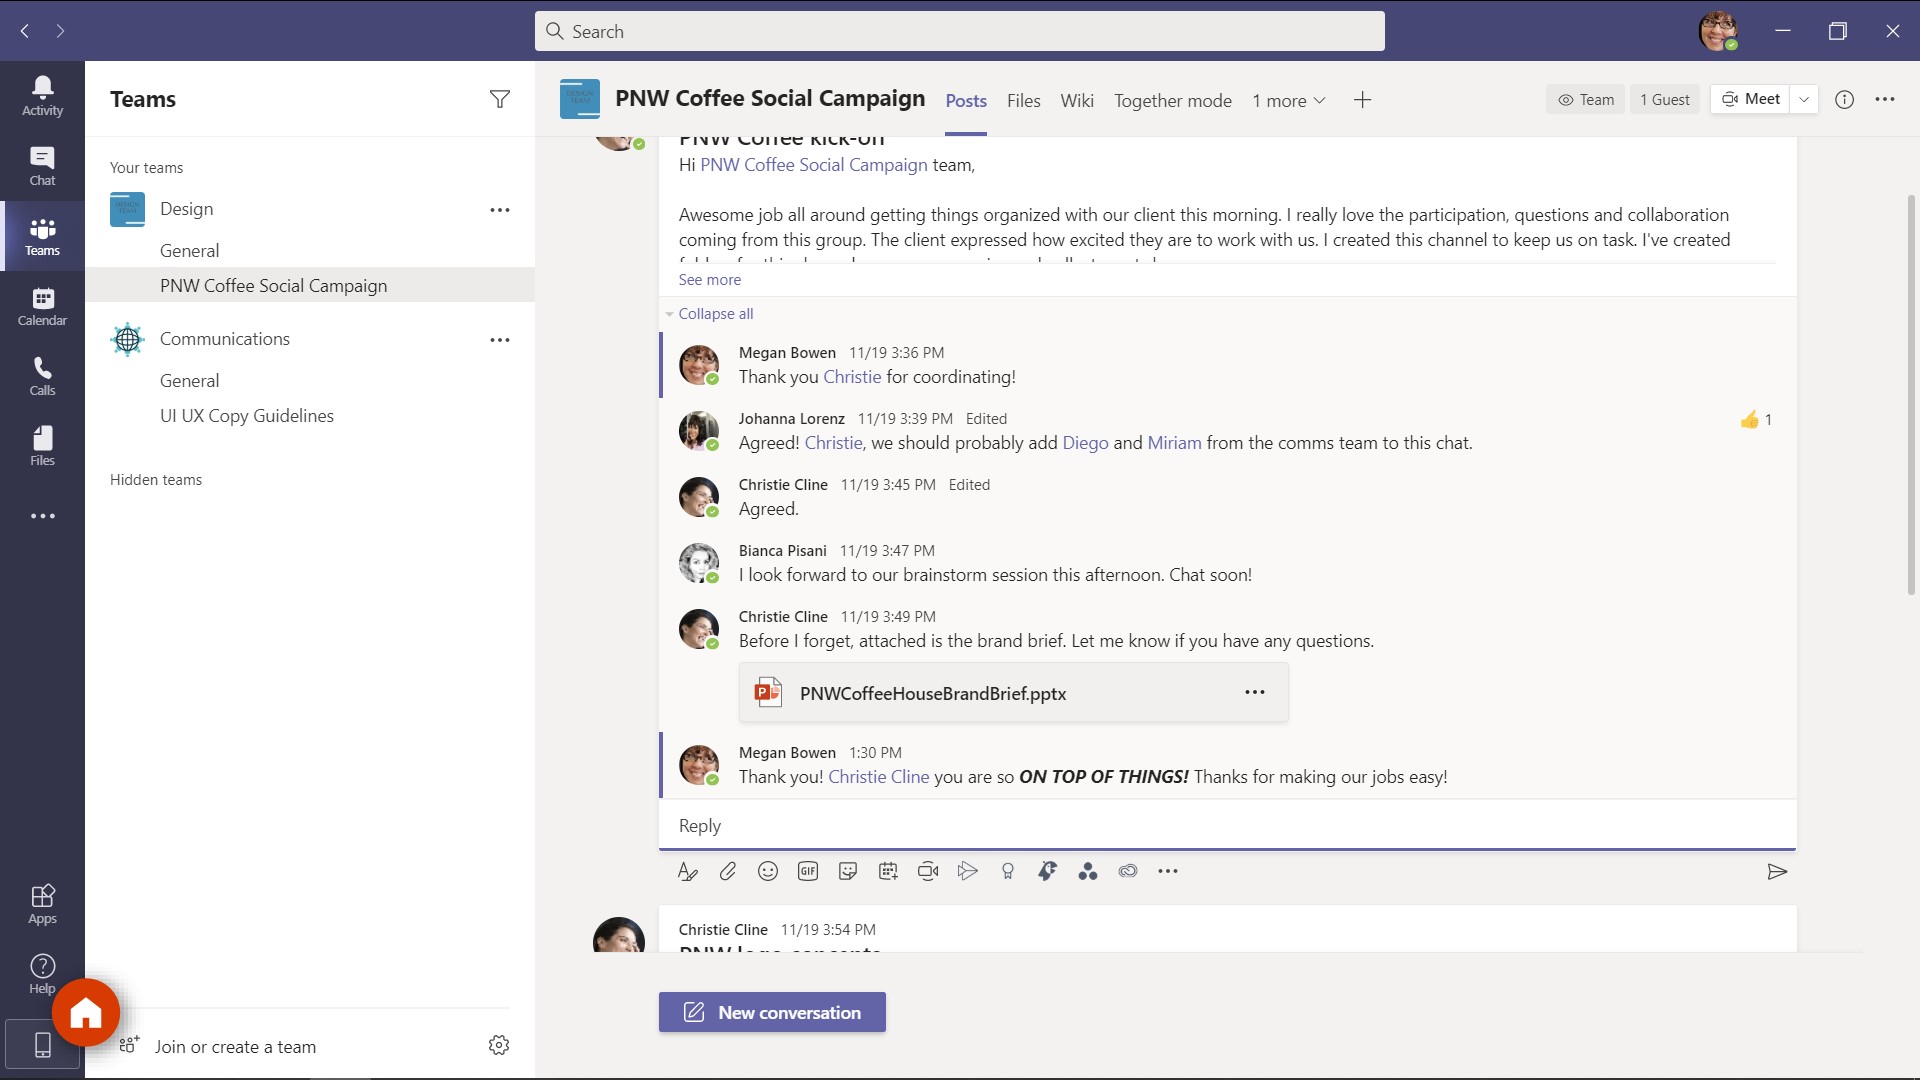 Search
Activity
Chat
Teams
Calendar
Calls
Files
Apps
Help
Teams
Your teams
Design
General
PNW Coffee Social Campaign
Communications
General
UI UX Copy Guidelines
Hidden teams
Join or create a team
PNW Coffee Social Campaign
Posts
Files
Wiki
Together mode
1 more
Team
1 Guest
Meet
PNW Coffee kick-off
Hi PNW Coffee Social Campaign team,
Awesome job all around getting things organized with our client this morning. I really love the participation, questions and collaboration
coming from this group. The client expressed how excited they are to work with us. I created this channel to keep us on task. I've created
See more
Collapse all
Megan Bowen 11/19 3:36 PM
Thank you Christie for coordinating!
Johanna Lorenz 11/19 3:39 PM Edited
1
Agreed! Christie, we should probably add Diego and Miriam from the comms team to this chat.
Christie Cline 11/19 3:45 PM Edited
Agreed.
Bianca Pisani 11/19 3:47 PM
I look forward to our brainstorm session this afternoon. Chat soon!
Christie Cline 11/19 3:49 PM
Before I forget, attached is the brand brief. Let me know if you have any questions.
PNWCoffeeHouseBrandBrief.pptx
Megan Bowen 1:30 PM
Thank you! Christie Cline you are so ON TOP OF THINGS! Thanks for making our jobs easy!
Reply
GIF
Christie Cline 11/19 3:54 PM
PNW logo concepts
New conversation